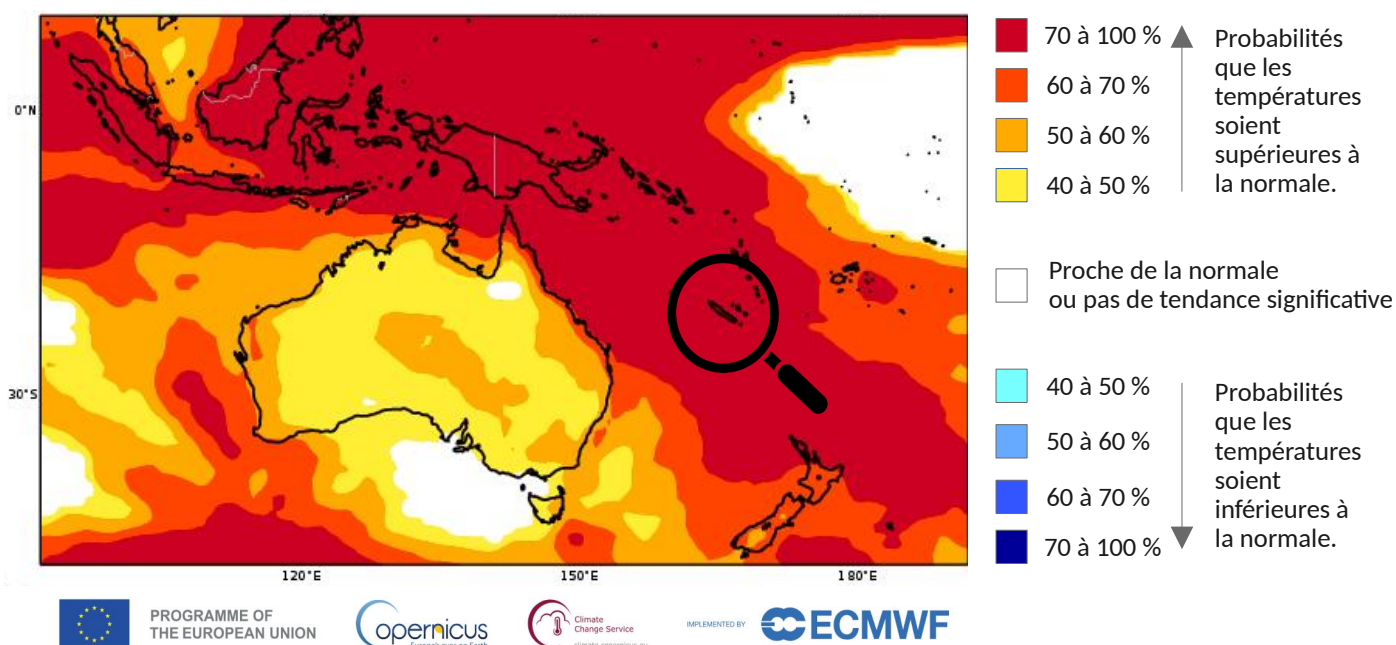 0°N
30°S
120°E
150°E
180°E
70 à 100 %
60 à 70 %
50 à 60 %
40 à 50 %
Probabilités
que les
températures
soient
supérieures à
la normale.
Proche de la normale
ou pas de tendance significative
40 à 50 %
50 à 60 %
60 à 70 %
70 à 100 %
Probabilités
que les
températures
soient
inférieures à
la normale.
PROGRAMME OF
THE EUROPEAN UNION
opernicus
Climate
Change Service
IMPLEMENTED BY
ECMWF